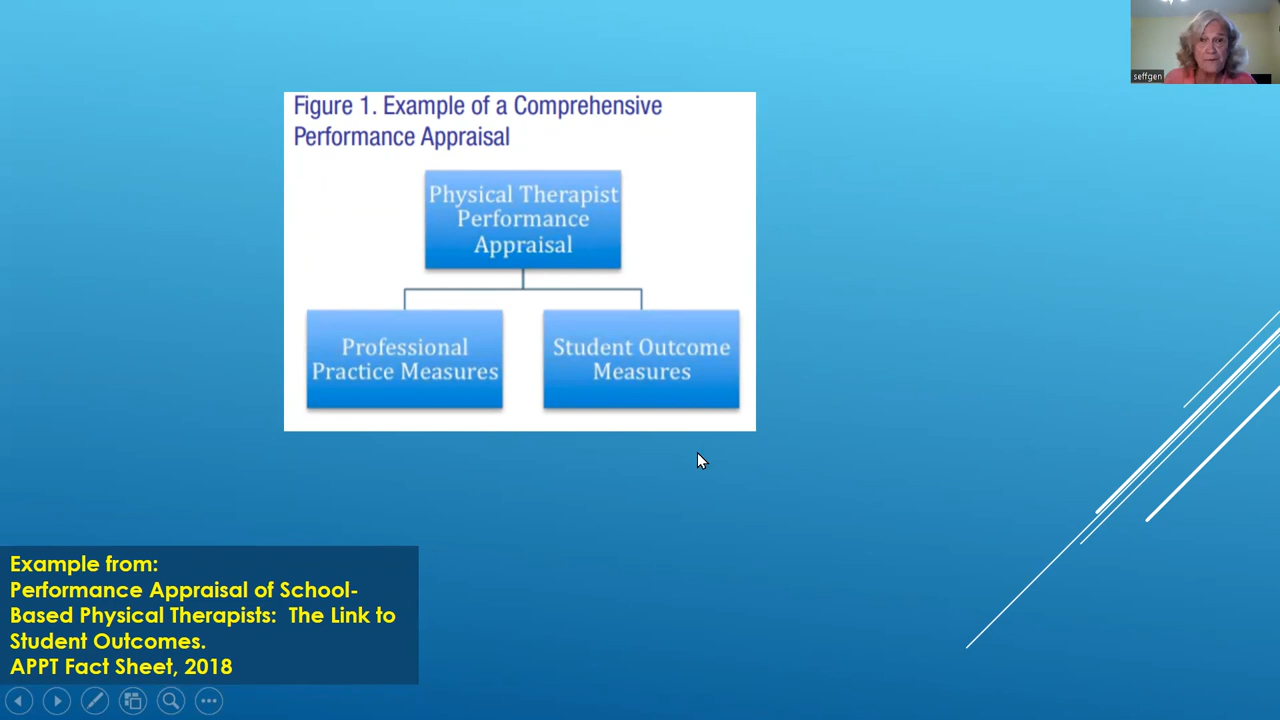 seffgen
Figure 1. Example of a Comprehensive
Performance Appraisal
Physical Therapist
Performance
Appraisal
Professional
Practice Measures
Student Outcome
Measures
Example from:
Performance Appraisal of School-
Based Physical Therapists:  The Link to
Student Outcomes.
APPT Fact Sheet, 2018